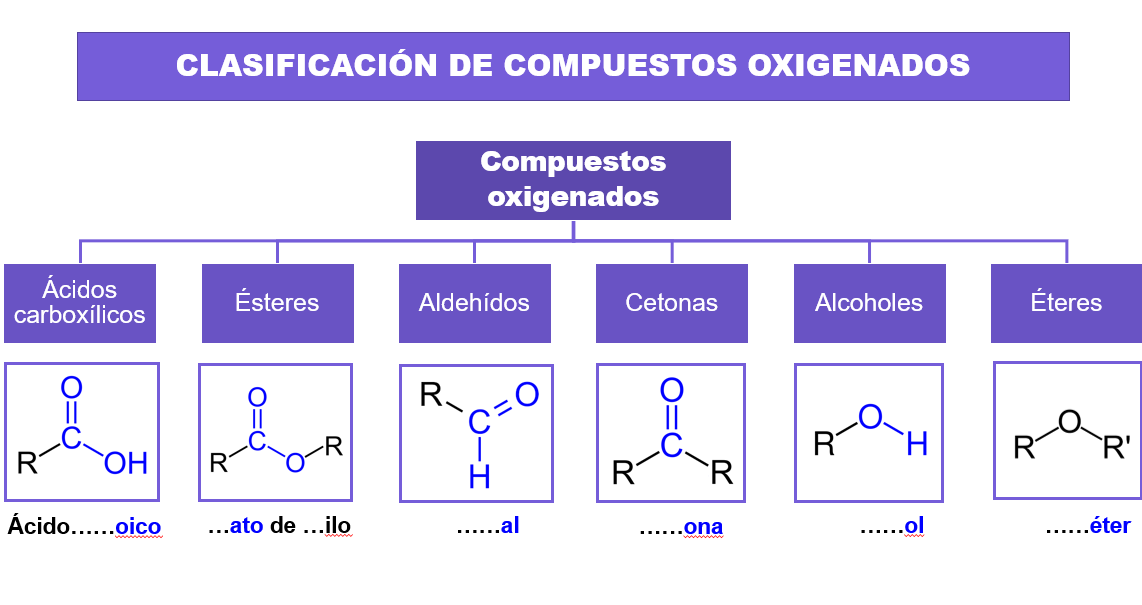 CLASIFICACIÓN DE COMPUESTOS OXIGENADOS
Compuestos
oxigenados
Ácidos
carboxílicos
Ésteres
Aldehídos
Cetonas
Alcoholes
Éteres
O
C
R
OH
O
C
R
O
R
R
O
C
H
O
C
R
R
O
R
H
O
R
R'
Ácido……oico
…ato de …ilo
……al
……ona
……ol
……éter